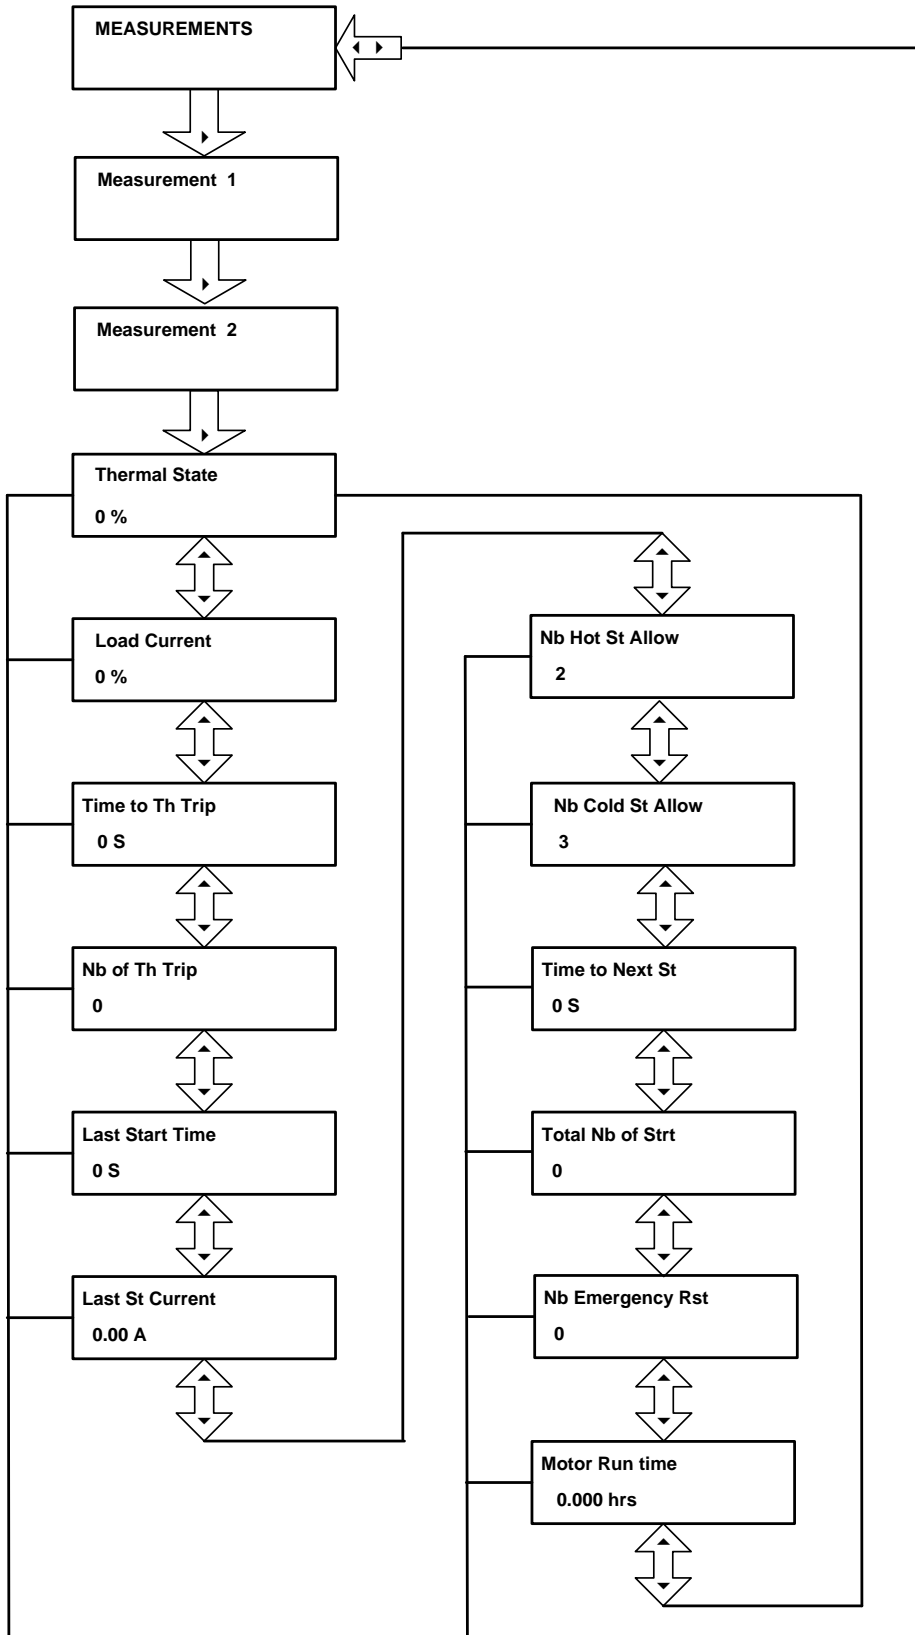 MEASUREMENTS
Measurement 1
Measurement 2
Thermal State
0 %
Load Current
0 %
Time to Th Trip
0 S
Nb of Th Trip
0
Last Start Time
0 S
Last St Current
0.00 A
Nb Hot St Allow
2
Nb Cold St Allow
3
Time to Next St
0 S
Total Nb of Strt
0
Nb Emergency Rst
0
Motor Run time
0.000 hrs